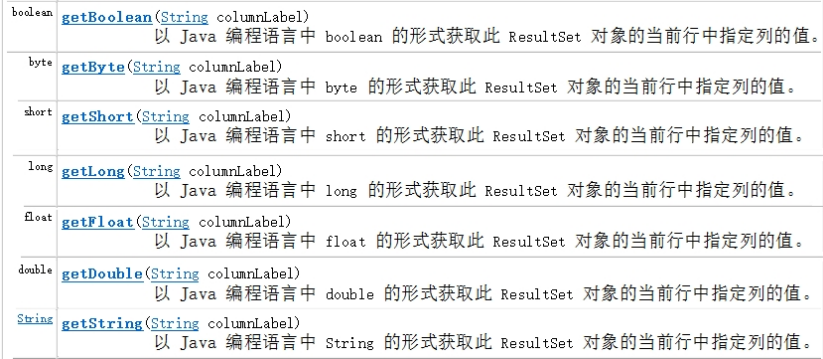 boolean getBoolean(String columnLabel)
以 Java 编程语言中 boolean 的形式获取此 ResultSet 对象的当前行中指定列的值。
byte getByte(String columnLabel)
以 Java 编程语言中 byte 的形式获取此 ResultSet 对象的当前行中指定列的值。
short getShort(String columnLabel)
以 Java 编程语言中 short 的形式获取此 ResultSet 对象的当前行中指定列的值。
long getLong(String columnLabel)
以 Java 编程语言中 long 的形式获取此 ResultSet 对象的当前行中指定列的值。
float getFloat(String columnLabel)
以 Java 编程语言中 float 的形式获取此 ResultSet 对象的当前行中指定列的值。
double getDouble(String columnLabel)
以 Java 编程语言中 double 的形式获取此 ResultSet 对象的当前行中指定列的值。
String getString(String columnLabel)
以 Java 编程语言中 String 的形式获取此 ResultSet 对象的当前行中指定列的值。